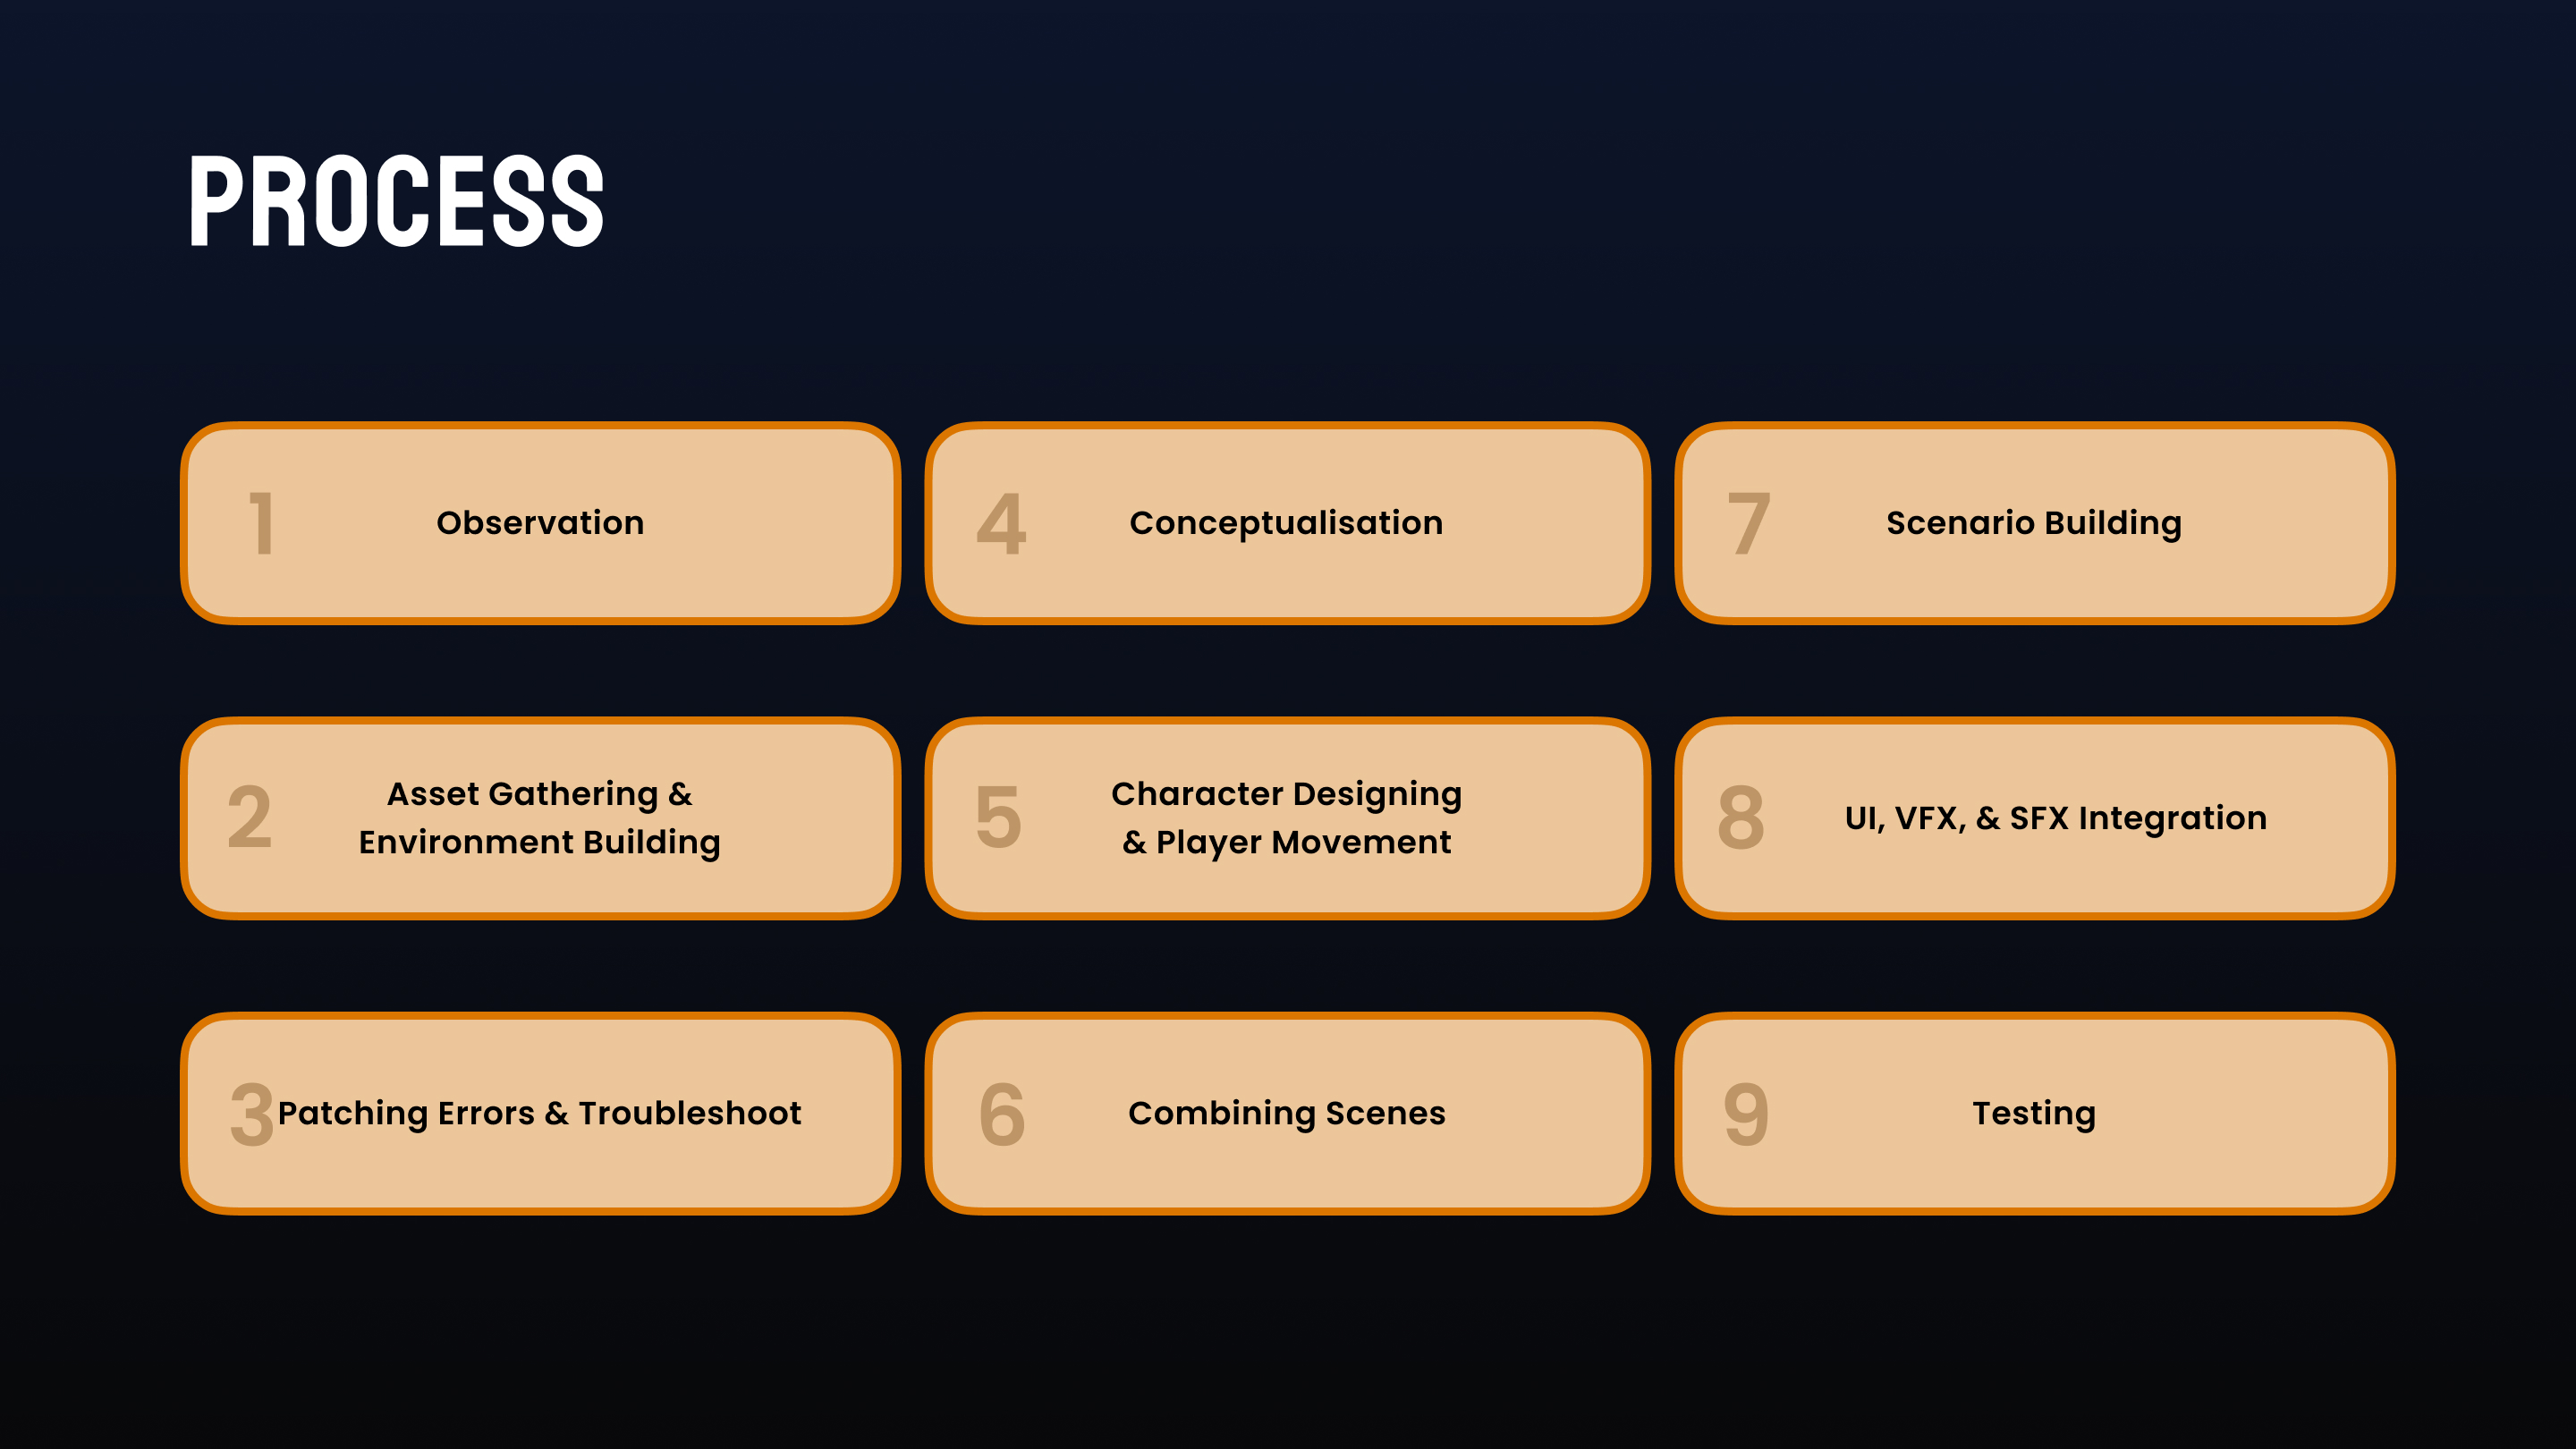 PROCESS
1
Observation
2
Asset Gathering &
Environment Building
3
Patching Errors & Troubleshoot
4
Conceptualisation
5
Character Designing
& Player Movement
6
Combining Scenes
7
Scenario Building
8
UI, VFX, & SFX Integration
9
Testing